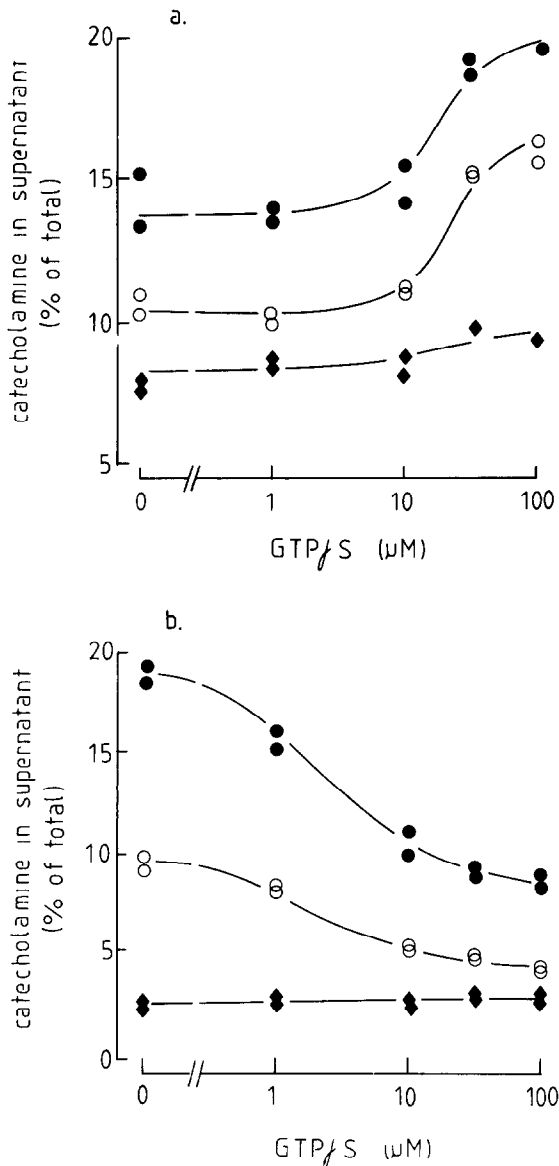 a.
20
15
10
5
catecholamine in supernatant
(% of total)
0 1 10 100
GTPγS (µM)
b.
20
15
10
5
0
catecholamine in supernatant
(% of total)
0 1 10 100
GTPγS (µM)